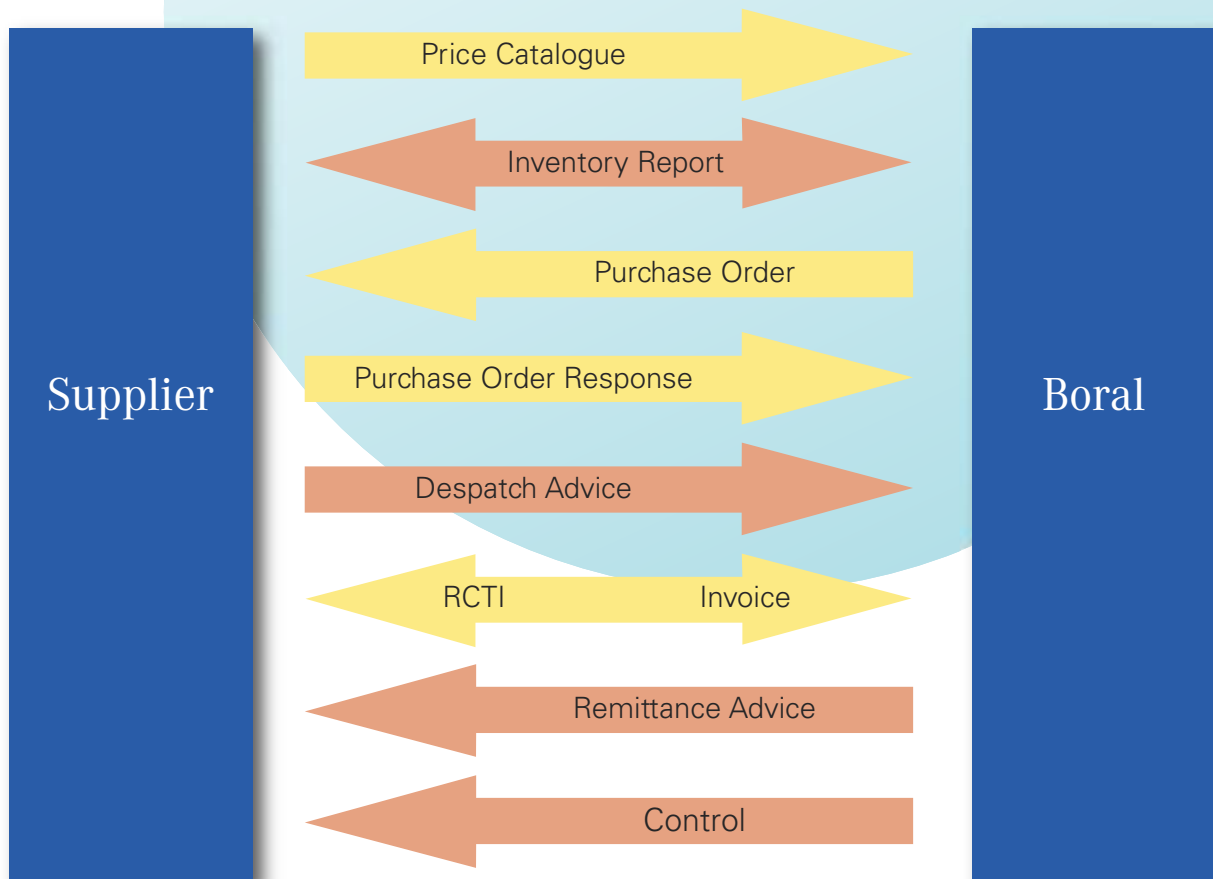 Price Catalogue
Inventory Report
Purchase Order
Supplier
Purchase Order Response
Boral
Despatch Advice
RCTI Invoice
Remittance Advice
Control